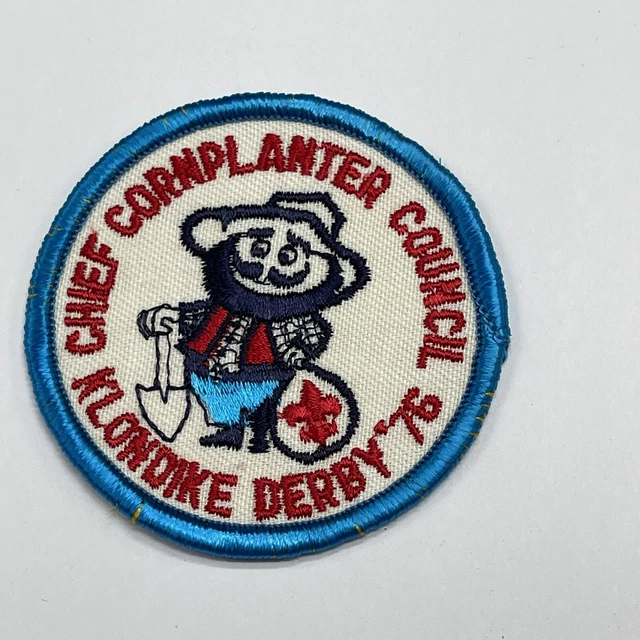 CHIEF CORNPLANTER COUNCIL
KLONDIKE DERBY '76